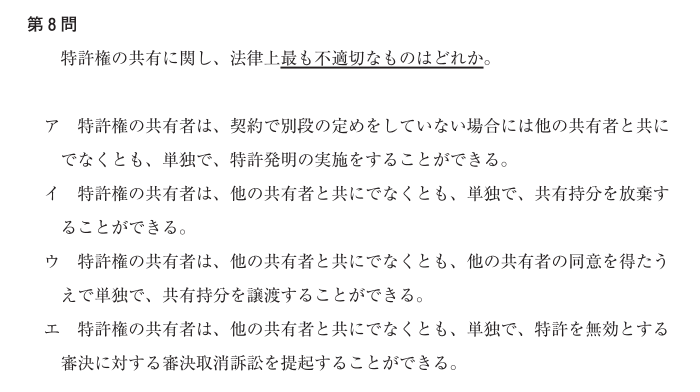 第8問
特許権の共有に関し、法律上最も不適切なものはどれか。
ア　特許権の共有者は、契約で別段の定めをしていない場合には他の共有者と共に
でなくとも、単独で、特許発明の実施をすることができる。
イ　特許権の共有者は、他の共有者と共にでなくとも、単独で、共有持分を放棄す
ることができる。
ウ　特許権の共有者は、他の共有者と共にでなくとも、他の共有者の同意を得たう
えで単独で、共有持分を譲渡することができる。
エ　特許権の共有者は、他の共有者と共にでなくとも、単独で、特許を無効とする
審決に対する審決取消訴訟を提起することができる。